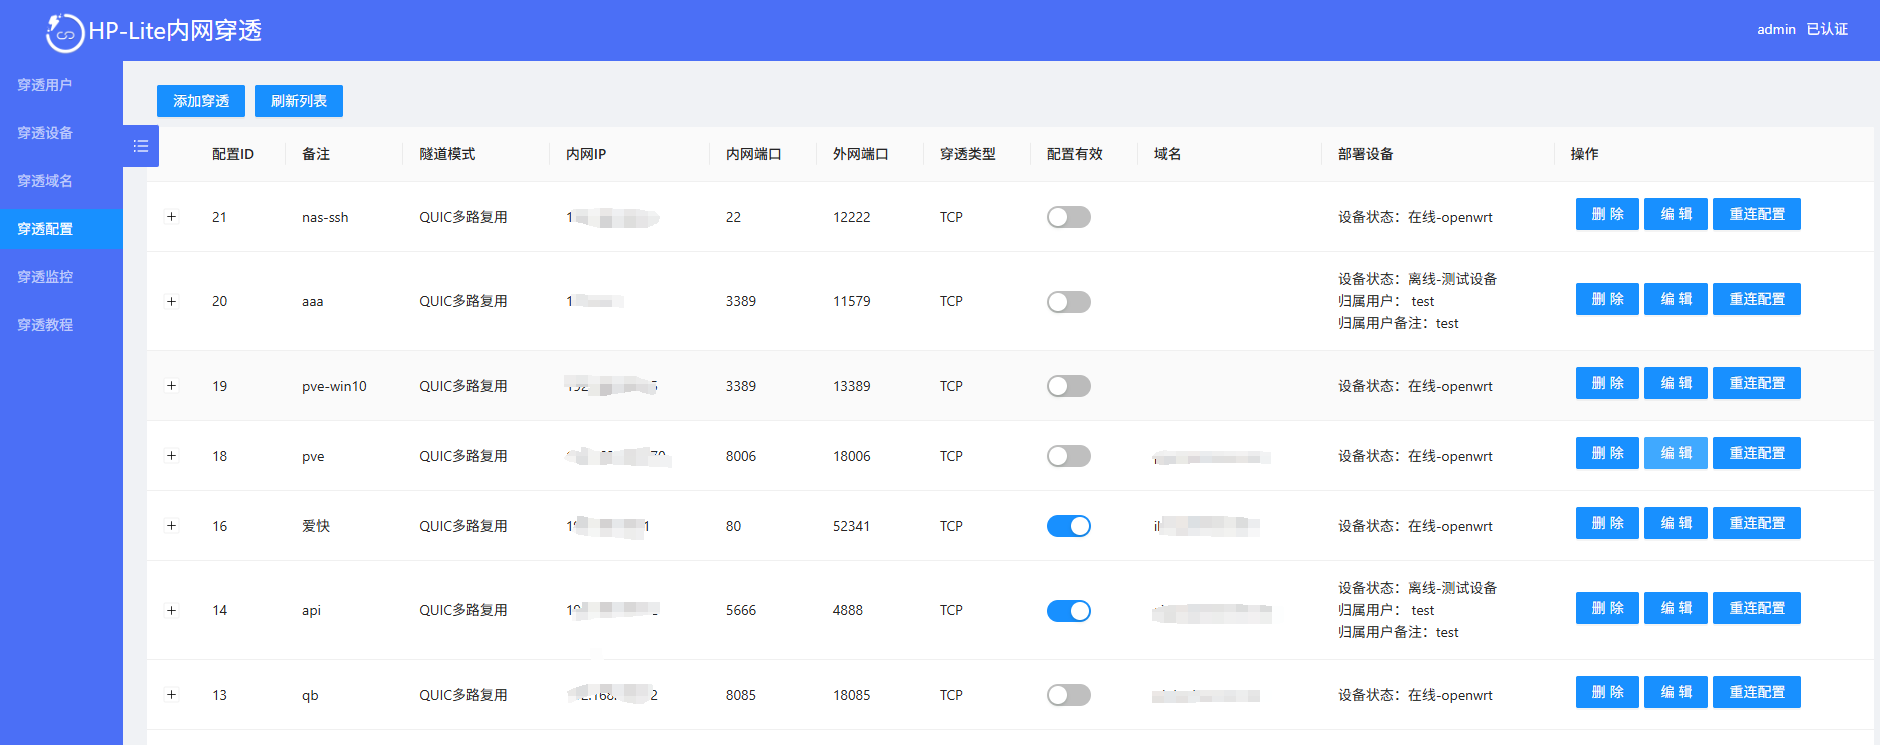 HP-Lite内网穿透
admin 已认证
穿透用户
穿透设备
穿透域名
穿透配置
穿透监控
穿透教程
添加穿透 刷新列表
配置ID 备注 隧道模式 内网IP 内网端口 外网端口 穿透类型 配置有效 域名 部署设备 操作
21 nas-ssh QUIC多路复用 22 12222 TCP 设备状态：在线-openwrt 删 除 编 辑 重连配置
20 aaa QUIC多路复用 3389 11579 TCP 设备状态：离线-测试设备
归属用户： test
归属用户备注：test
删 除 编 辑 重连配置
19 pve-win10 QUIC多路复用 3389 13389 TCP 设备状态：在线-openwrt 删 除 编 辑 重连配置
18 pve QUIC多路复用 8006 18006 TCP 设备状态：在线-openwrt 删 除 编 辑 重连配置
16 爱快 QUIC多路复用 80 52341 TCP 设备状态：在线-openwrt 删 除 编 辑 重连配置
14 api QUIC多路复用 5666 4888 TCP 设备状态：离线-测试设备
归属用户： test
归属用户备注：test
删 除 编 辑 重连配置
13 qb QUIC多路复用 8085 18085 TCP 设备状态：在线-openwrt 删 除 编 辑 重连配置